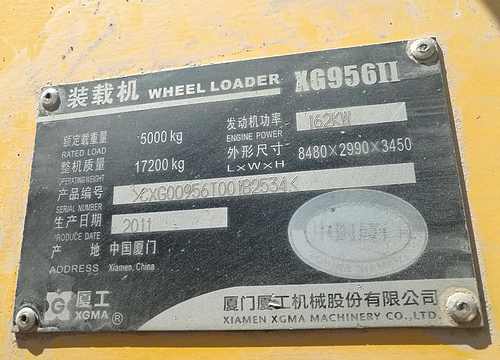 装载机 WHEEL LOADER XG956II
额定载重量 5000 kg 发动机功率 162KW
RATED LOAD ENGINE POWER
整机质量 17200 kg 外形尺寸 8480×2990×3450
OPERATING WEIGHT L×W×H
产品编号
SERIAL NUMBER
生产日期 2011
PRODUCE DATE
产 地 中国厦门
ADDRESS Xiamen, China
厦工 厦门厦工机械股份有限公司
XGMA ® XIAMEN XGMA MACHINERY CO.,LTD.